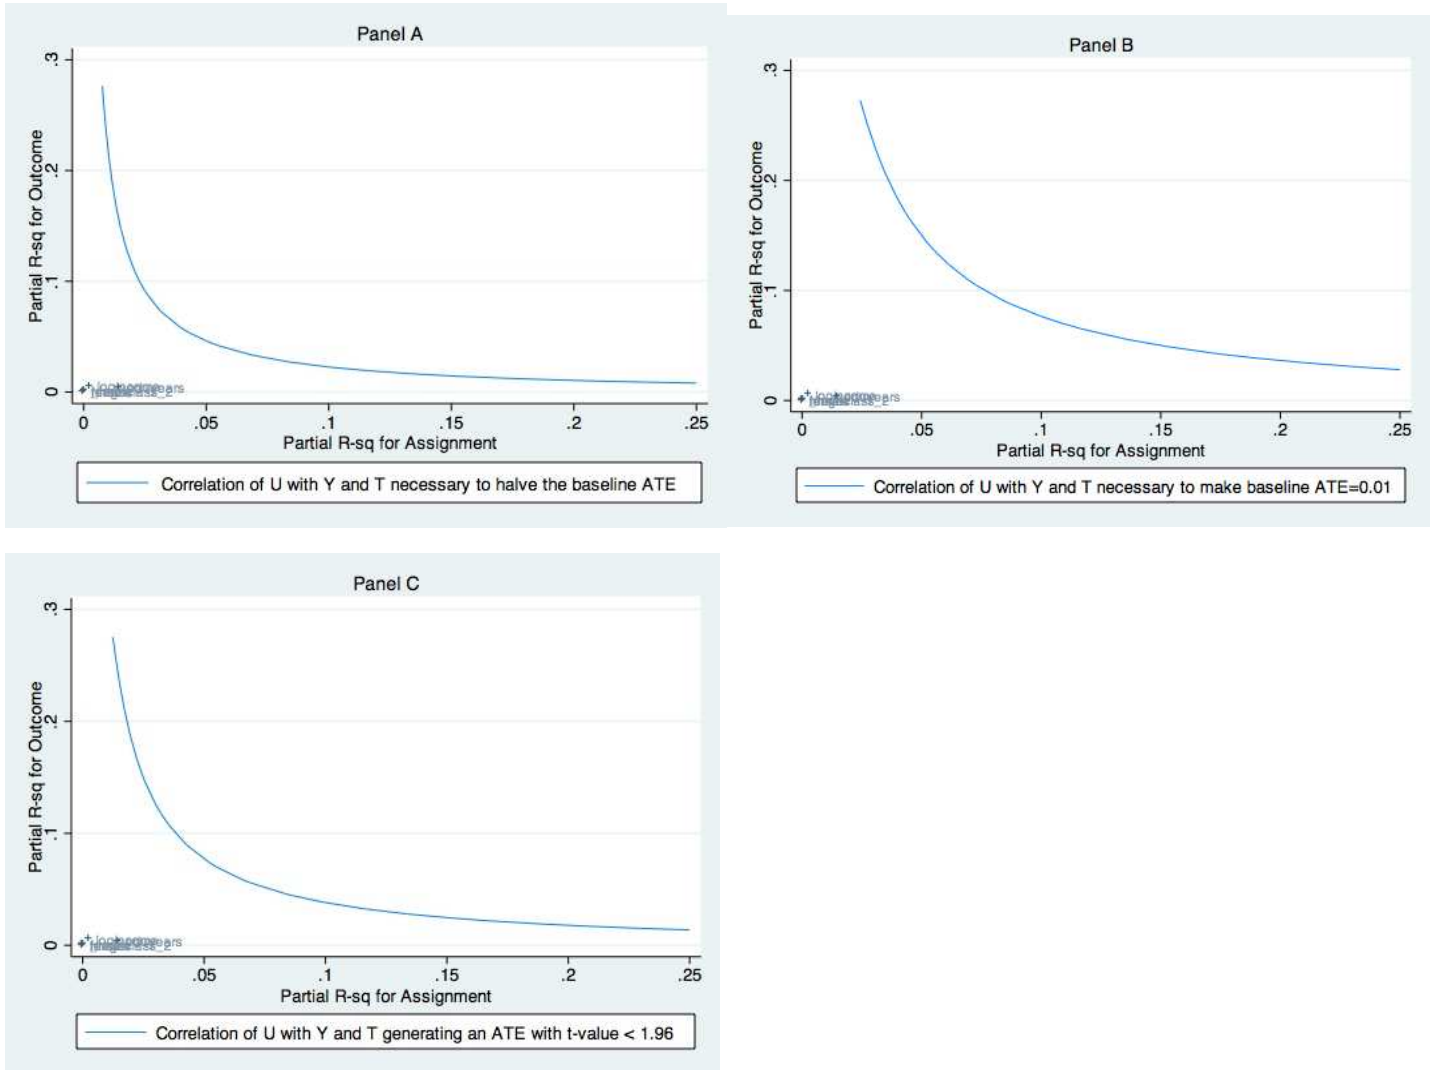 Panel A
Partial R-sq for Outcome
.3
.2
.1
0
0 .05 .1 .15 .2 .25
Partial R-sq for Assignment
Correlation of U with Y and T necessary to halve the baseline ATE
Panel B
Partial R-sq for Outcome
.3
.2
.1
0
0 .05 .1 .15 .2 .25
Partial R-sq for Assignment
Correlation of U with Y and T necessary to make baseline ATE=0.01
Panel C
Partial R-sq for Outcome
.3
.2
.1
0
0 .05 .1 .15 .2 .25
Partial R-sq for Assignment
Correlation of U with Y and T generating an ATE with t-value < 1.96